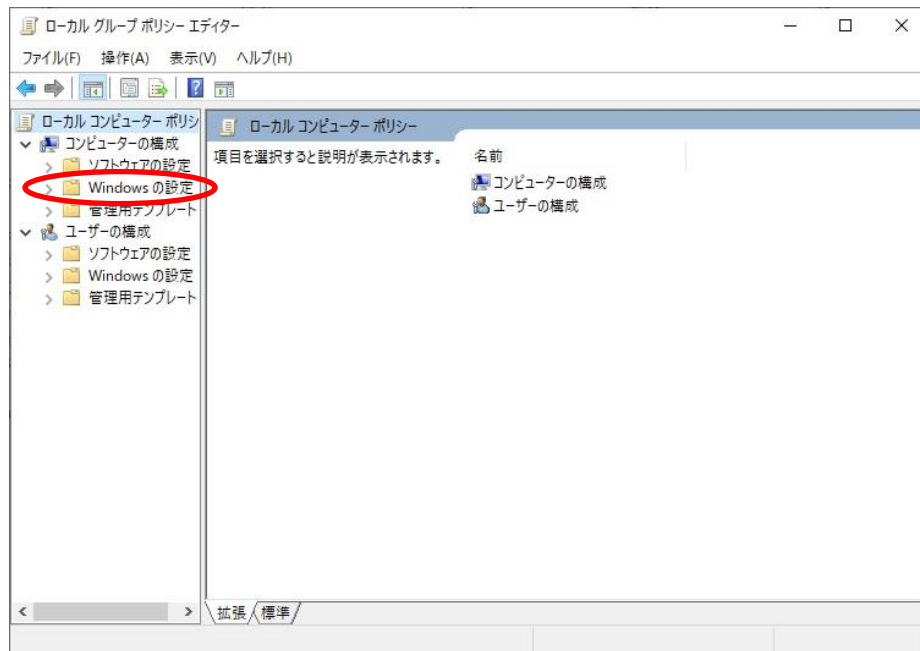 ローカル グループ ポリシー エディター
ファイル(F) 操作(A) 表示(V) ヘルプ(H)
ローカル コンピューター ポリシ
コンピューターの構成
ソフトウェアの設定
Windows の設定
管理用テンプレート
ユーザーの構成
ソフトウェアの設定
Windows の設定
管理用テンプレート
ローカル コンピューター ポリシー
項目を選択すると説明が表示されます。
名前
コンピューターの構成
ユーザーの構成
拡張 標準